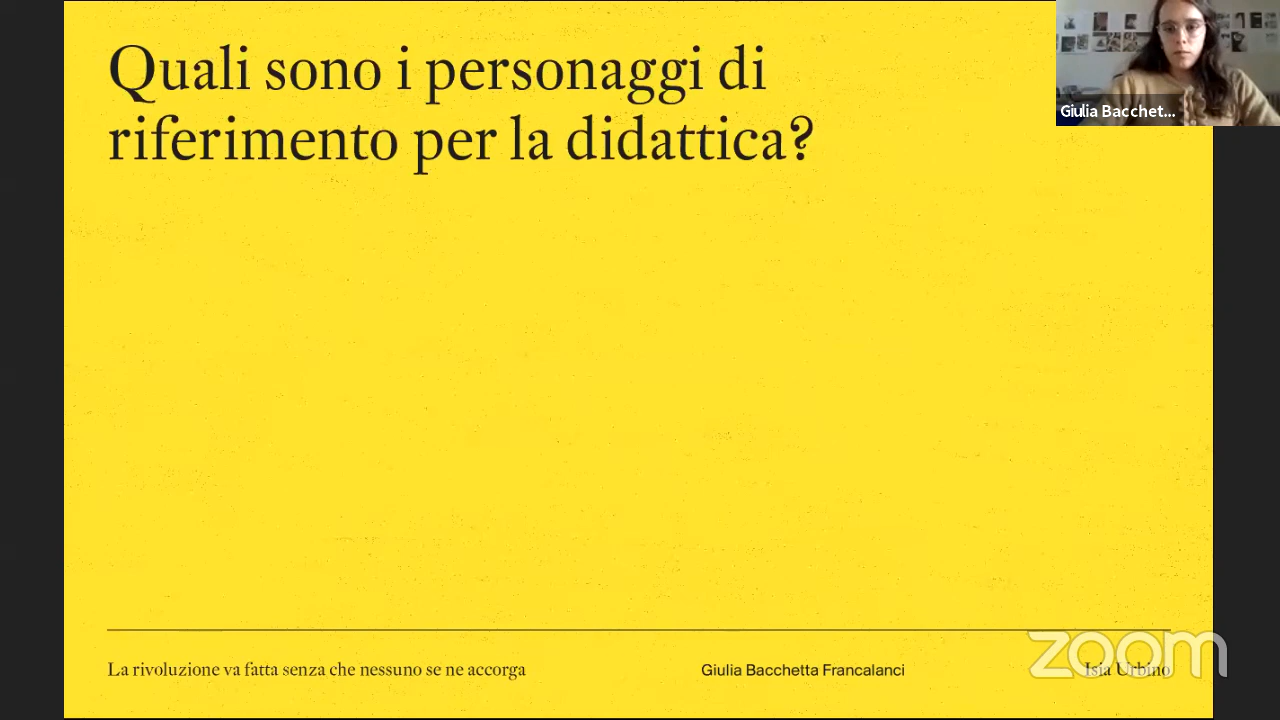 Quali sono i personaggi di
riferimento per la didattica?
Giulia Bacchet...
La rivoluzione va fatta senza che nessuno se ne accorga
Giulia Bacchetta Francalanci
Isia Urbino
zoom